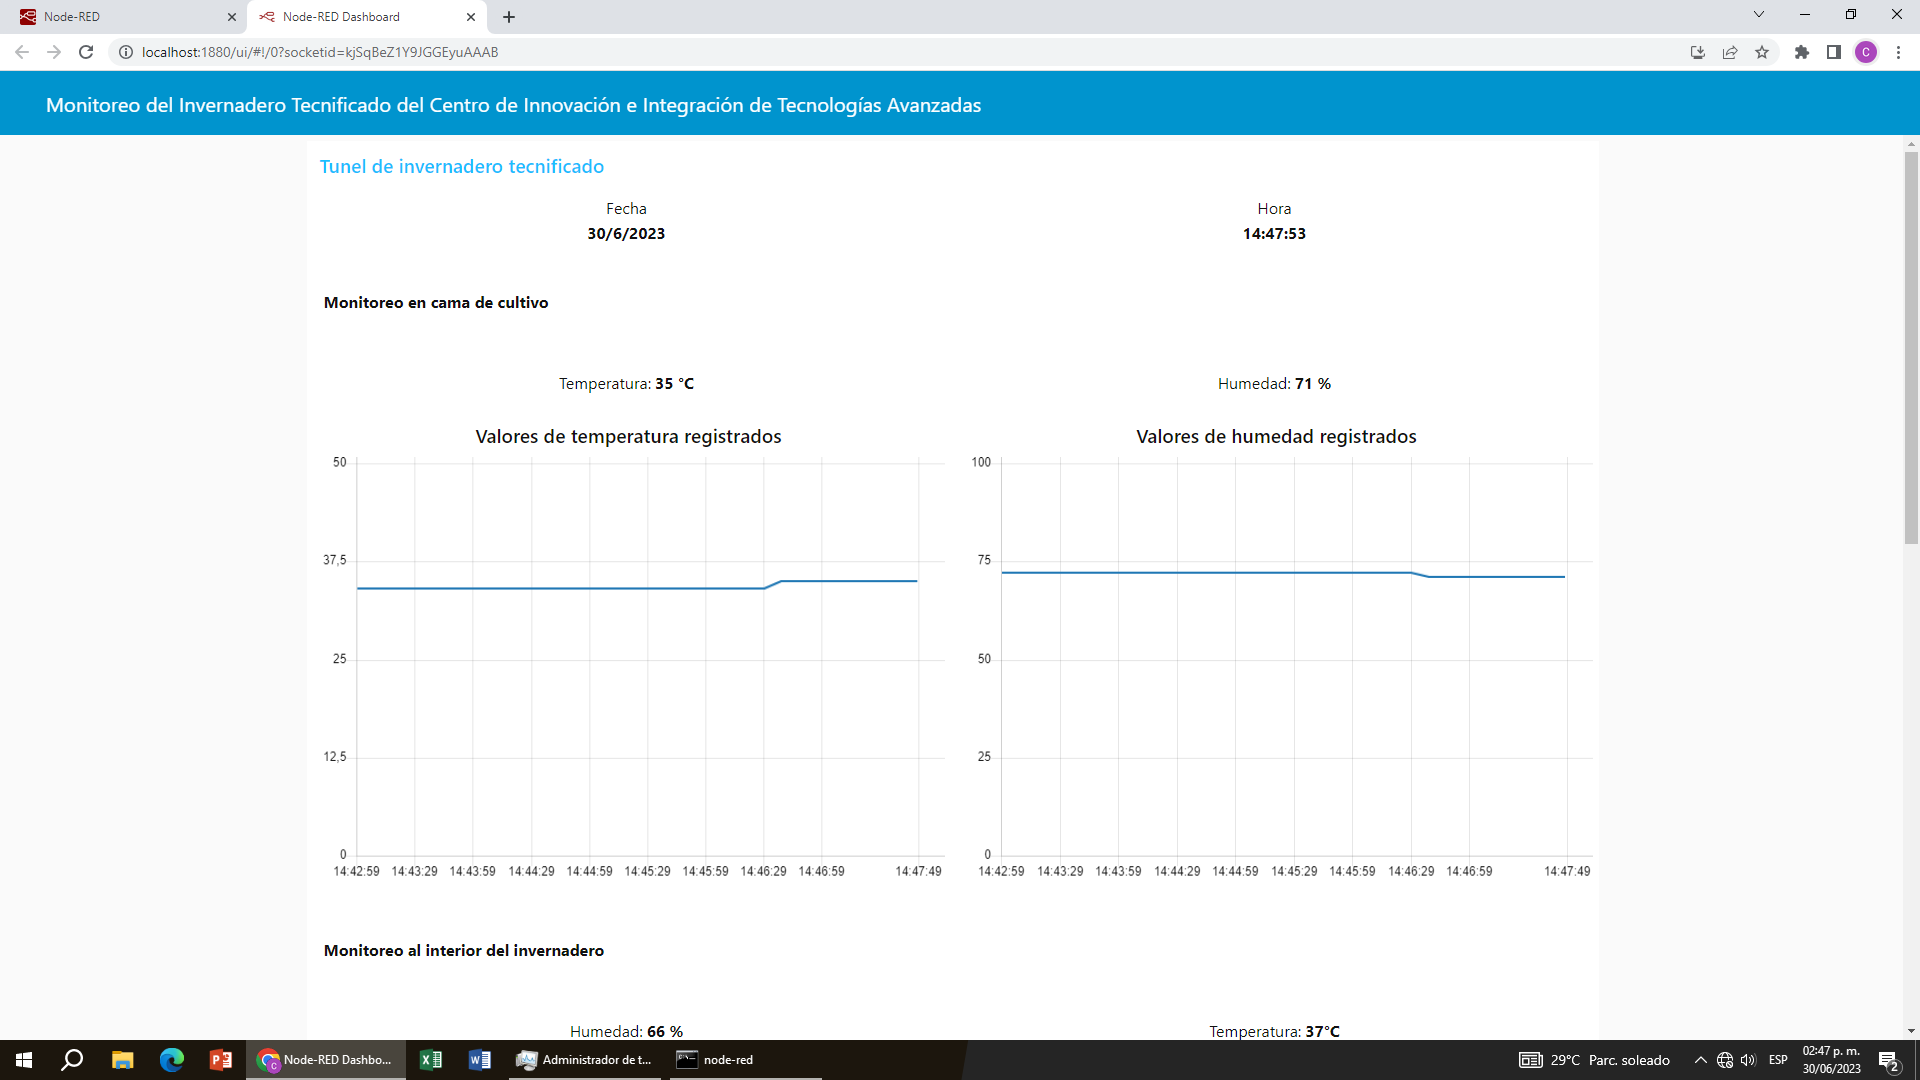 Node-RED
Node-RED Dashboard
localhost:1880/ui/#!/0?socketid=kjSqBeZ1Y9JGGEyuAAAB
C
Monitoreo del Invernadero Tecnificado del Centro de Innovación e Integración de Tecnologías Avanzadas
Tunel de invernadero tecnificado
Fecha
30/6/2023
Hora
14:47:53
Monitoreo en cama de cultivo
Temperatura: 35 °C
Humedad: 71 %
Valores de temperatura registrados
50
37,5
25
12,5
0
14:42:59 14:43:29 14:43:59 14:44:29 14:44:59 14:45:29 14:45:59 14:46:29 14:46:59 14:47:49
Valores de humedad registrados
100
75
50
25
0
14:42:59 14:43:29 14:43:59 14:44:29 14:44:59 14:45:29 14:45:59 14:46:29 14:46:59 14:47:49
Monitoreo al interior del invernadero
Humedad: 66 %
Temperatura: 37°C
Node-RED Dashbo...
Administrador de t...
node-red
29°C Parc. soleado
ESP
02:47 p. m.
30/06/2023
2